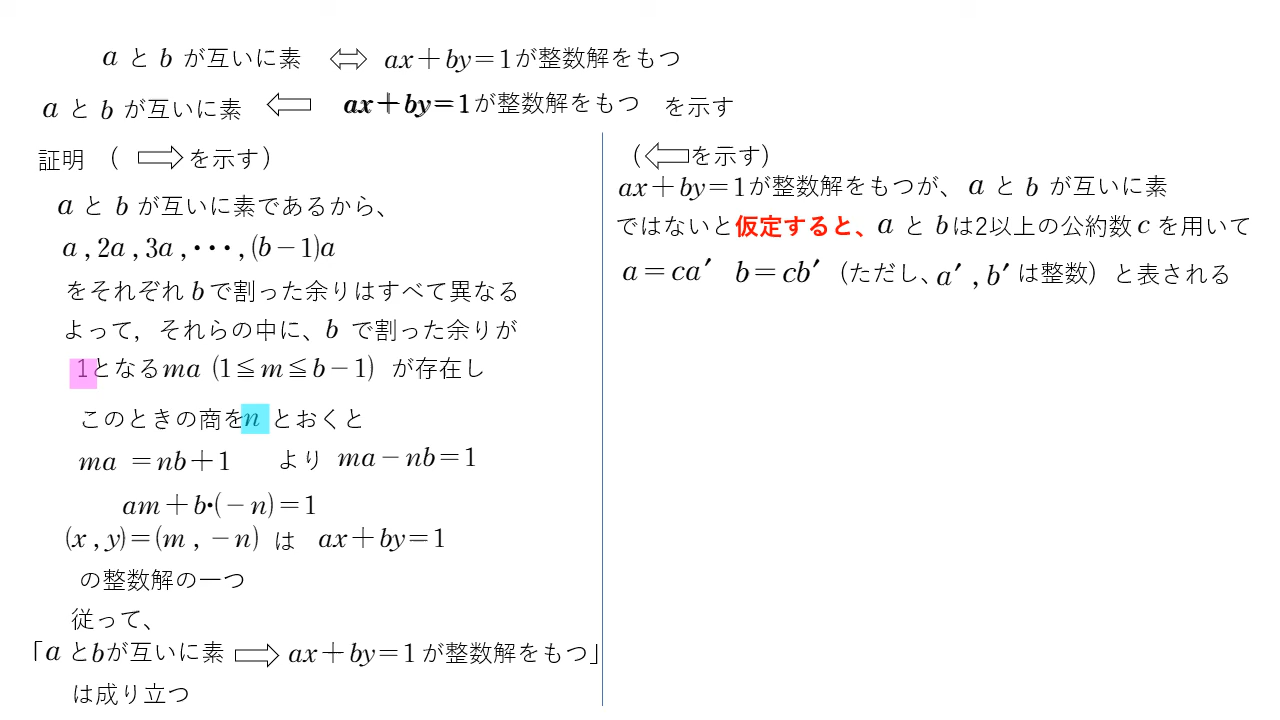 a と b が互いに素 ⇔ ax＋by＝1が整数解をもつ
a と b が互いに素 ⇐ ax＋by＝1が整数解をもつ を示す
証明 （ ⇒ を示す）
a と b が互いに素であるから、
a , 2a , 3a , ･･･ , (b－1)a
をそれぞれ b で割った余りはすべて異なる
よって，それらの中に、b で割った余りが
1となる ma (1≦m≦b－1) が存在し
このときの商を n とおくと
ma ＝nb＋1 より ma－nb＝1
am＋b･(－n)＝1
(x , y)＝(m , －n) は ax＋by＝1
の整数解の一つ
従って、
「a とbが互いに素 ⇒ ax＋by＝1 が整数解をもつ」
は成り立つ
（⇐を示す）
ax＋by＝1が整数解をもつが、a と b が互いに素
ではないと仮定すると、a と bは2以上の公約数 c を用いて
a＝ca′ b＝cb′（ただし、a′ , b′ は整数）と表される